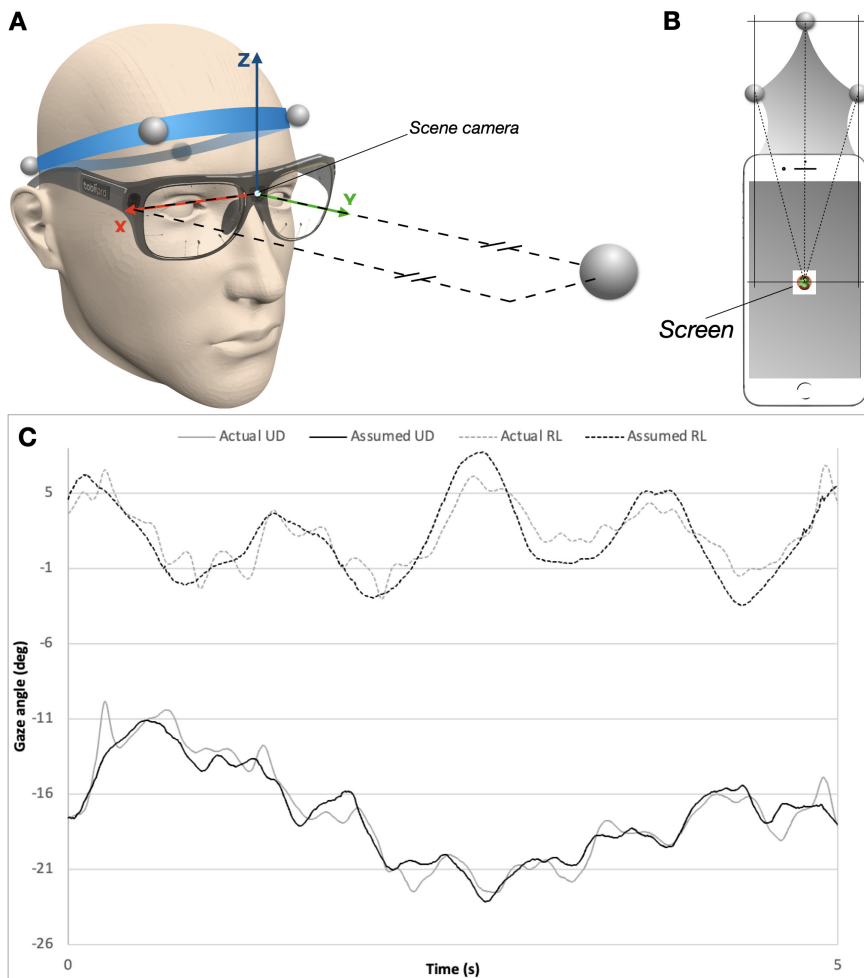 A
B
Z
Scene camera
tobiipro
X
Y
Screen
C
Actual UD
Assumed UD
Actual RL
Assumed RL
5
-1
-6
-11
-16
-21
-26
Gaze angle (deg)
0
Time (s)
5